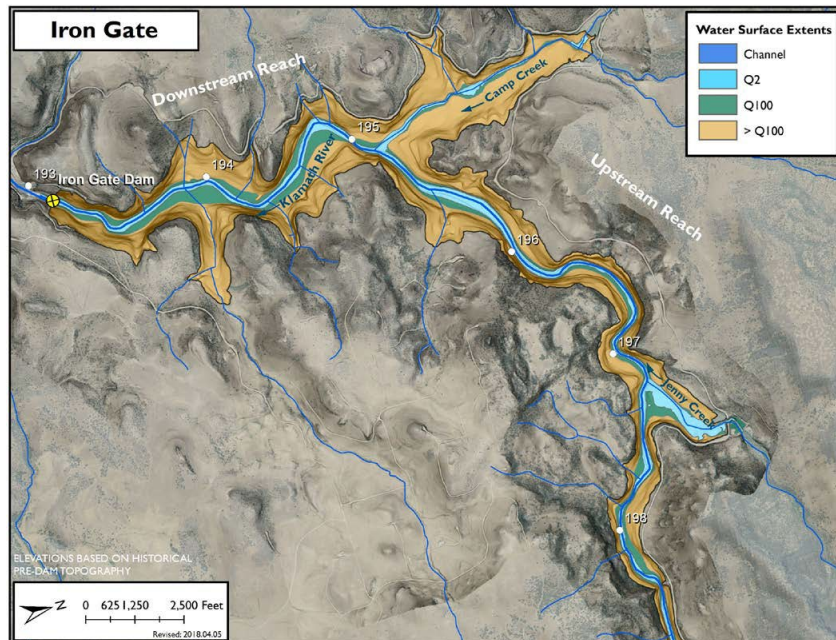 Iron Gate
Water Surface Extents
Channel
Q2
Q100
> Q100
Downstream Reach
Camp Creek
195
194
193
Iron Gate Dam
Klamath River
Upstream Reach
196
197
Jenny Creek
198
ELEVATIONS BASED ON HISTORICAL
PRE-DAM TOPOGRAPHY
Z
0 625 1,250 2,500 Feet
Revised: 2018.04.05